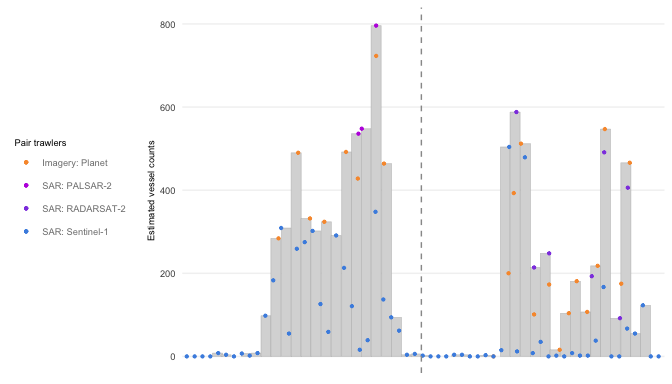 800
600
400
200
0
Estimated vessel counts
Pair trawlers
Imagery: Planet
SAR: PALSAR-2
SAR: RADARSAT-2
SAR: Sentinel-1